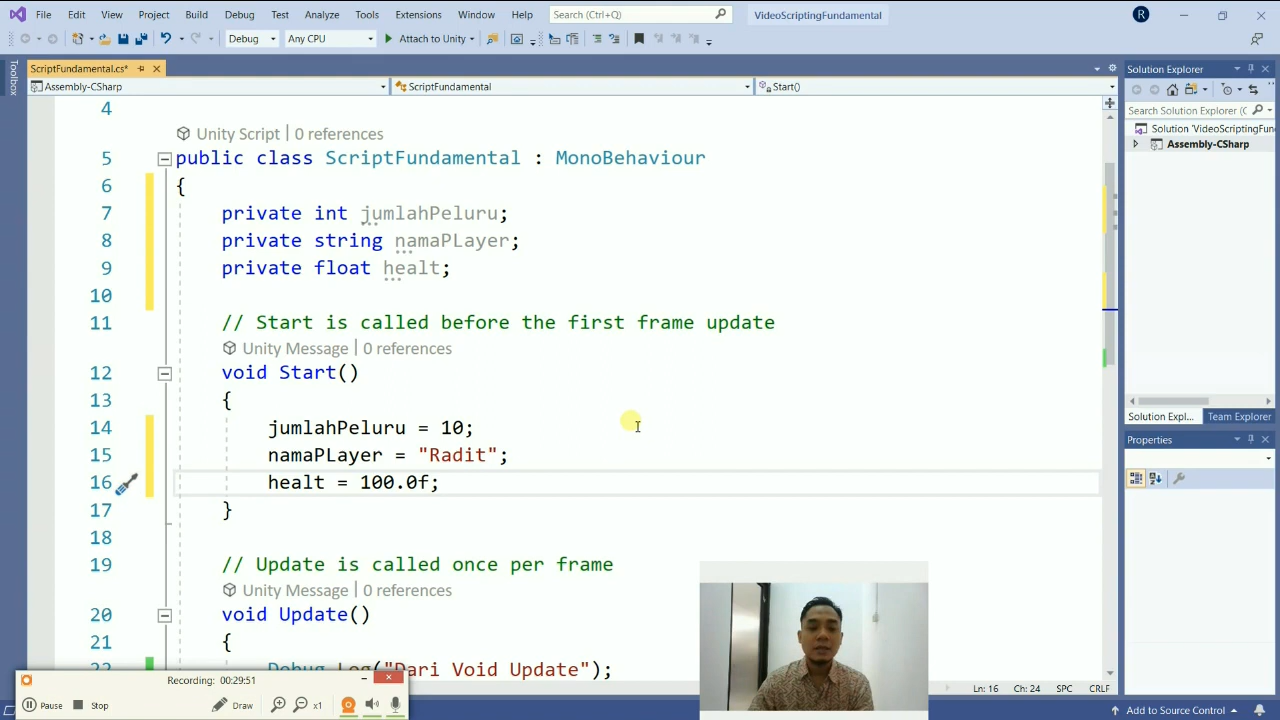 File Edit View Project Build Debug Test Analyze Tools Extensions Window Help Search (Ctrl+Q) VideoScriptingFundamental R
Debug Any CPU Attach to Unity
Toolbox
ScriptFundamental.cs*
Assembly-CSharp ScriptFundamental Start()
4
Unity Script | 0 references
5 public class ScriptFundamental : MonoBehaviour
6 {
7 private int jumlahPeluru;
8 private string namaPLayer;
9 private float healt;
10
11 // Start is called before the first frame update
Unity Message | 0 references
12 void Start()
13 {
14 jumlahPeluru = 10;
15 namaPLayer = "Radit";
16 healt = 100.0f;
17 }
18
19 // Update is called once per frame
Unity Message | 0 references
20 void Update()
21 {
22 Debug.Log("Dari Void Update");
Solution Explorer
Search Solution Explorer (C
Solution 'VideoScriptingFun
Assembly-CSharp
Solution Expl... Team Explorer
Properties
Recording: 00:29:51
Pause Stop Draw x1
Ln: 16 Ch: 24 SPC CRLF
Add to Source Control